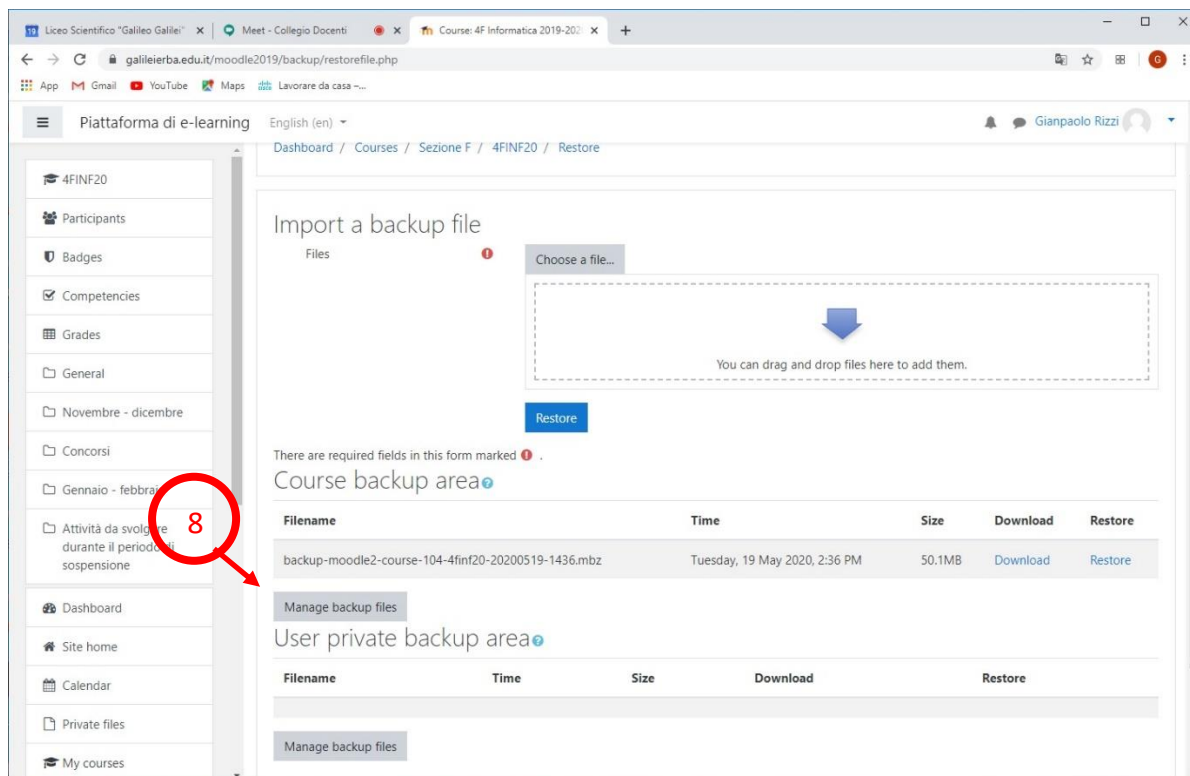 Liceo Scientifico "Galileo Galilei"
Meet - Collegio Docenti
Course: 4F Informatica 2019-202
galileierba.edu.it/moodle2019/backup/restorefile.php
G
App Gmail YouTube Maps Lavorare da casa –...
Piattaforma di e-learning English (en) Gianpaolo Rizzi
Dashboard / Courses / Sezione F / 4FINF20 / Restore
4FINF20
Participants
Badges
Competencies
Grades
General
Novembre - dicembre
Concorsi
Gennaio - febbrai
Attività da svolgere
durante il periodo di
sospensione
Dashboard
Site home
Calendar
Private files
My courses
8
Import a backup file
Files
Choose a file...
You can drag and drop files here to add them.
Restore
There are required fields in this form marked .
Course backup area
Filename Time Size Download Restore
backup-moodle2-course-104-4finf20-20200519-1436.mbz Tuesday, 19 May 2020, 2:36 PM 50.1MB Download Restore
Manage backup files
User private backup area
Filename Time Size Download Restore
Manage backup files